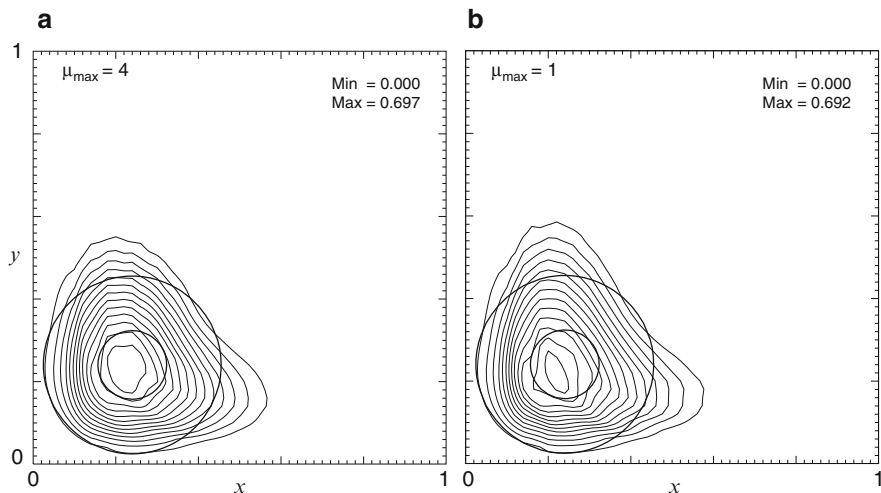 a
b
1
μmax = 4
Min = 0.000
Max = 0.697
μmax = 1
Min = 0.000
Max = 0.692
y
0
0
x
1
0
x
1